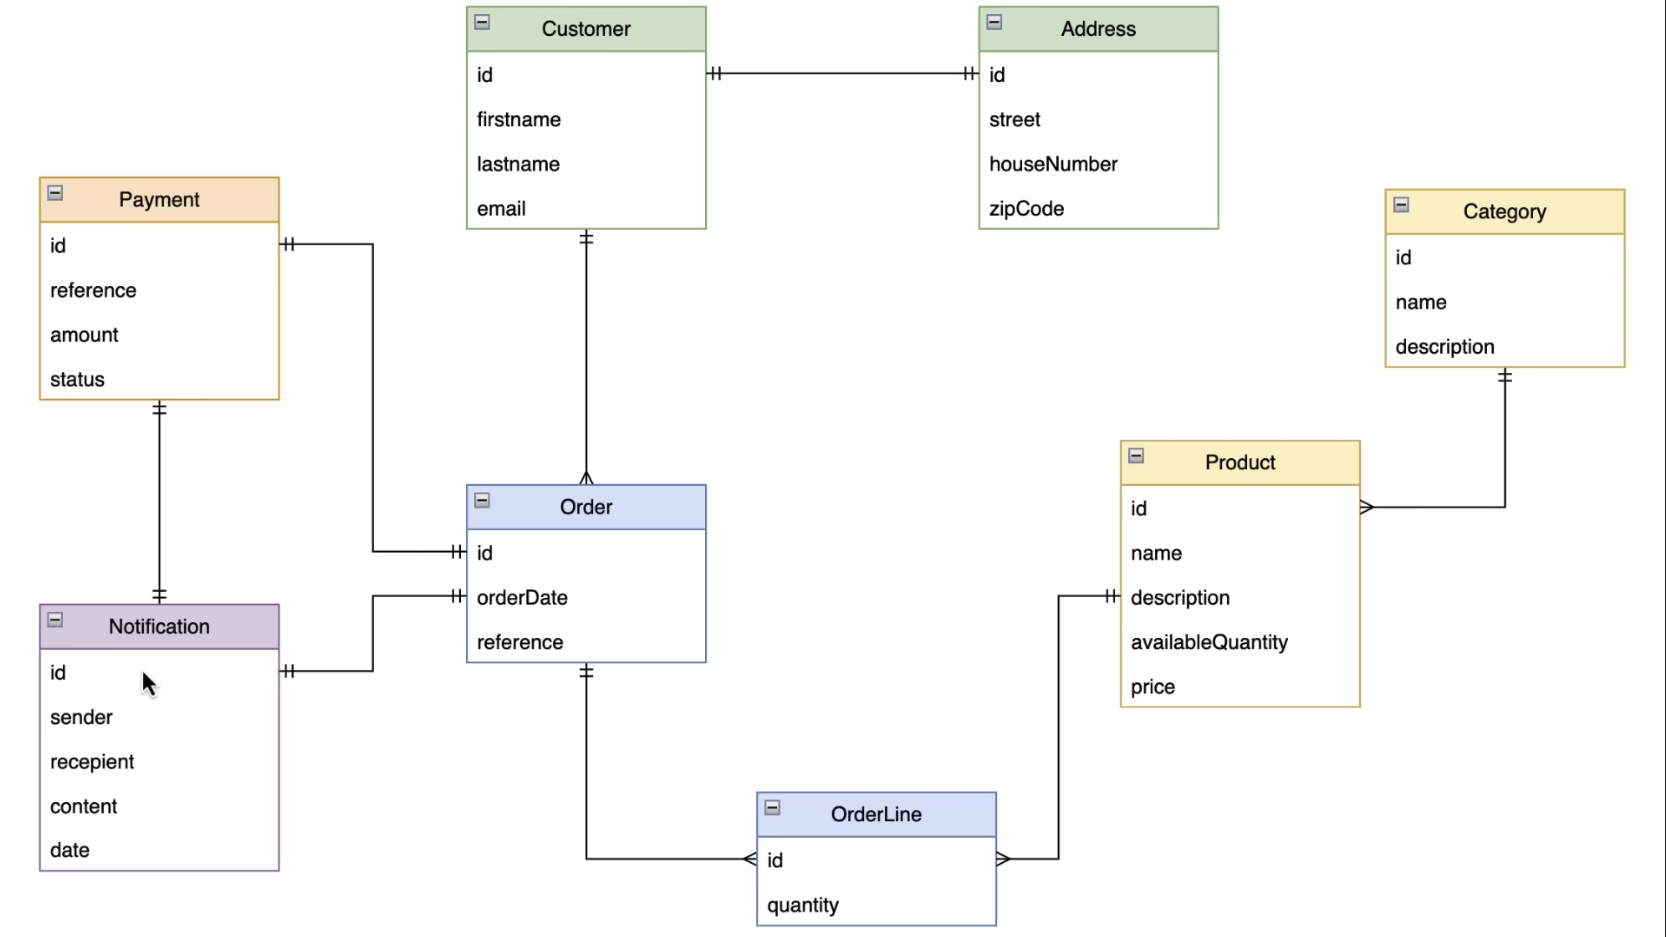 Customer
id
firstname
lastname
email
Address
id
street
houseNumber
zipCode
Payment
id
reference
amount
status
Category
id
name
description
Product
id
name
description
availableQuantity
price
Order
id
orderDate
reference
Notification
id
sender
recepient
content
date
OrderLine
id
quantity